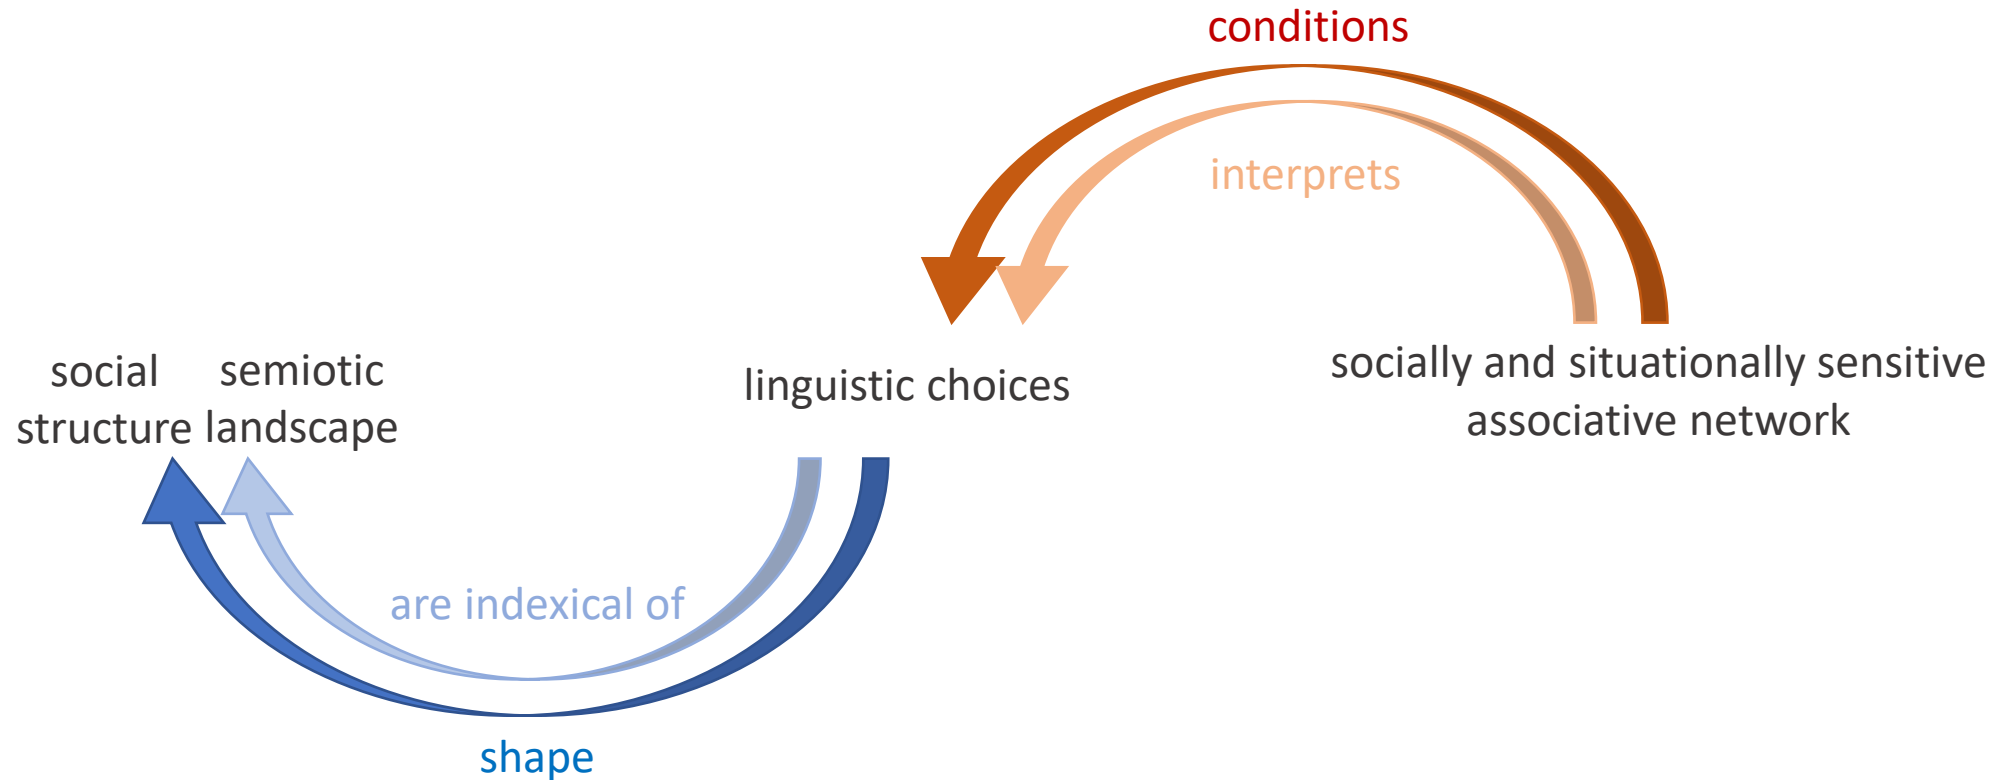 conditions
interprets
social structure
semiotic landscape
linguistic choices
socially and situationally sensitive
associative network
are indexical of
shape